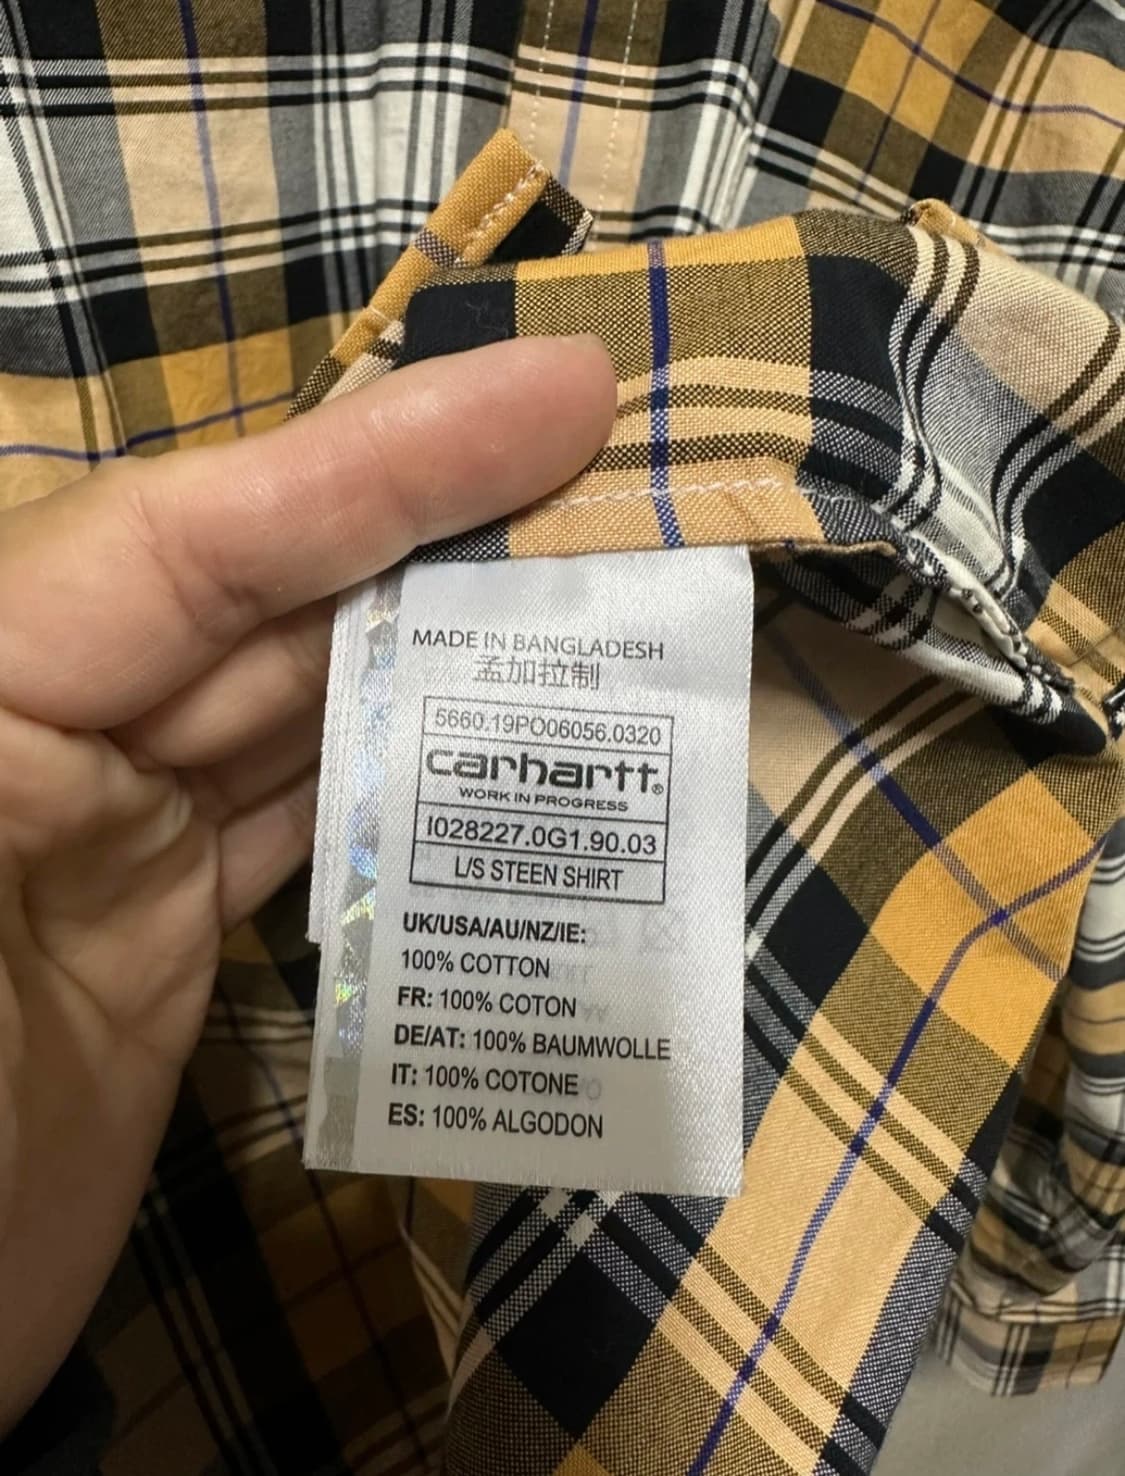 MADE IN BANGLADESH
孟加拉制
5660.19PO06056.0320
carhartt®
WORK IN PROGRESS
I028227.0G1.90.03
L/S STEEN SHIRT
UK/USA/AU/NZ/IE:
100% COTTON
FR: 100% COTON
DE/AT: 100% BAUMWOLLE
IT: 100% COTONE
ES: 100% ALGODON